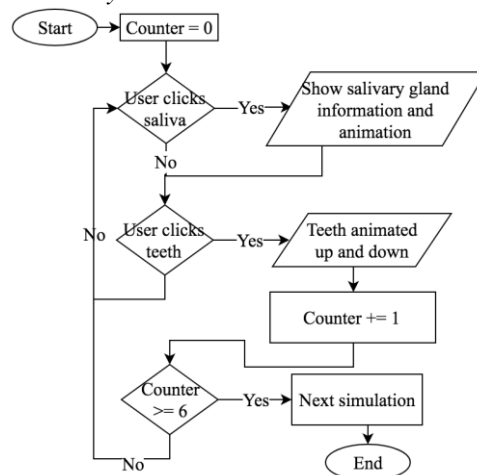 Start
Counter = 0
User clicks
saliva
Yes
Show salivary gland
information and
animation
No
User clicks
teeth
Yes
Teeth animated
up and down
No
Counter += 1
Counter
>= 6
Yes
Next simulation
No
End